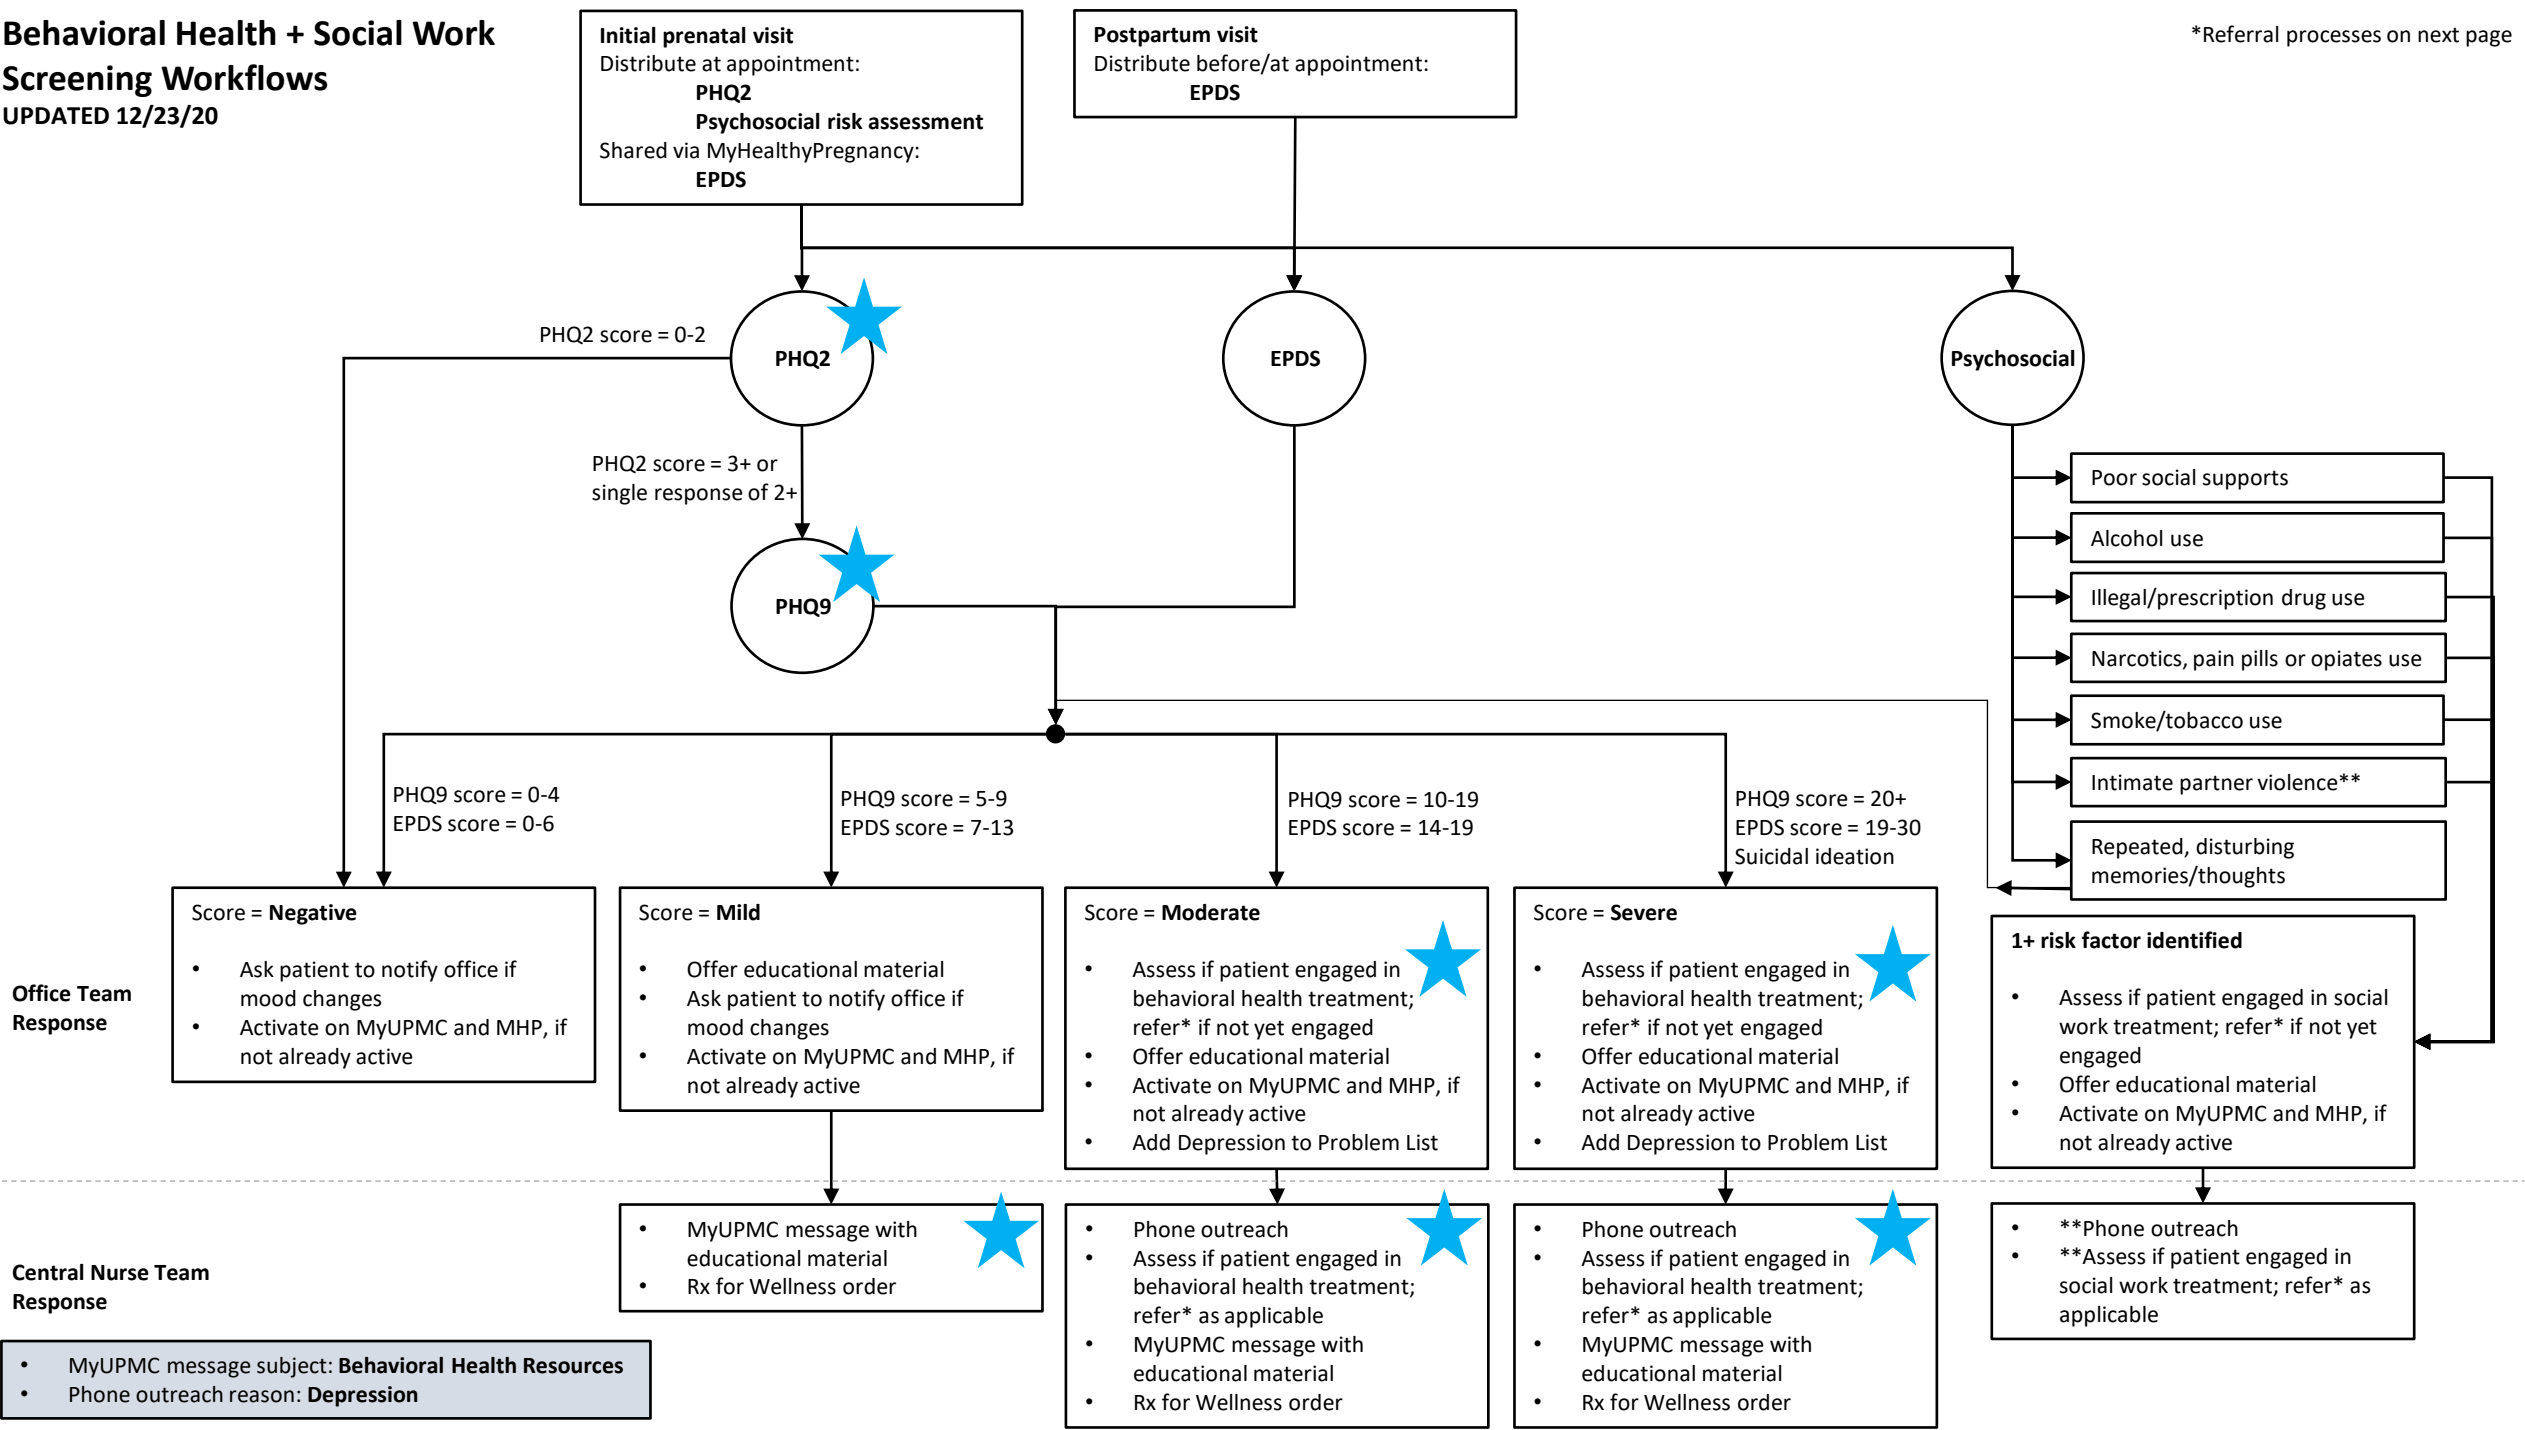 Behavioral Health + Social Work
Screening Workflows
UPDATED 12/23/20
Initial prenatal visit
Distribute at appointment:
PHQ2
Psychosocial risk assessment
Shared via MyHealthyPregnancy:
EPDS
Postpartum visit
Distribute before/at appointment:
EPDS
*Referral processes on next page
PHQ2 score = 0-2
PHQ2
EPDS
Psychosocial
PHQ2 score = 3+ or
single response of 2+
PHQ9
Poor social supports
Alcohol use
Illegal/prescription drug use
Narcotics, pain pills or opiates use
Smoke/tobacco use
Intimate partner violence**
Repeated, disturbing
memories/thoughts
PHQ9 score = 0-4
EPDS score = 0-6
PHQ9 score = 5-9
EPDS score = 7-13
PHQ9 score = 10-19
EPDS score = 14-19
PHQ9 score = 20+
EPDS score = 19-30
Suicidal ideation
Office Team
Response
Score = Negative
• Ask patient to notify office if
mood changes
• Activate on MyUPMC and MHP, if
not already active
Score = Mild
• Offer educational material
• Ask patient to notify office if
mood changes
• Activate on MyUPMC and MHP, if
not already active
Score = Moderate
• Assess if patient engaged in
behavioral health treatment;
refer* if not yet engaged
• Offer educational material
• Activate on MyUPMC and MHP, if
not already active
• Add Depression to Problem List
Score = Severe
• Assess if patient engaged in
behavioral health treatment;
refer* if not yet engaged
• Offer educational material
• Activate on MyUPMC and MHP, if
not already active
• Add Depression to Problem List
1+ risk factor identified
• Assess if patient engaged in social
work treatment; refer* if not yet
engaged
• Offer educational material
• Activate on MyUPMC and MHP, if
not already active
Central Nurse Team
Response
• MyUPMC message with
educational material
• Rx for Wellness order
• Phone outreach
• Assess if patient engaged in
behavioral health treatment;
refer* as applicable
• MyUPMC message with
educational material
• Rx for Wellness order
• Phone outreach
• Assess if patient engaged in
behavioral health treatment;
refer* as applicable
• MyUPMC message with
educational material
• Rx for Wellness order
• **Phone outreach
• **Assess if patient engaged in
social work treatment; refer* as
applicable
• MyUPMC message subject: Behavioral Health Resources
• Phone outreach reason: Depression